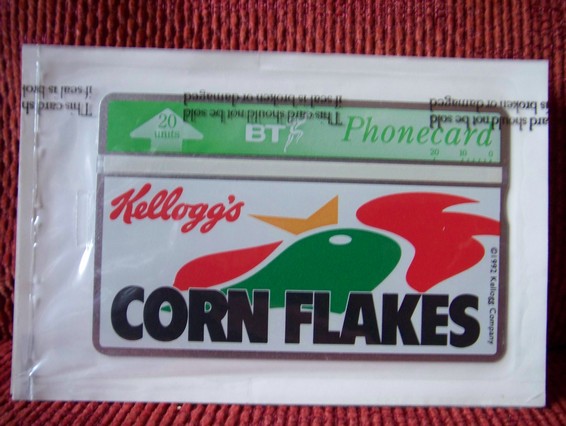 This card should not be sold
if seal is broken or damaged
20
units
BT
Phonecard
20 10 0
Kellogg's
CORN FLAKES
©1992 Kellogg Company